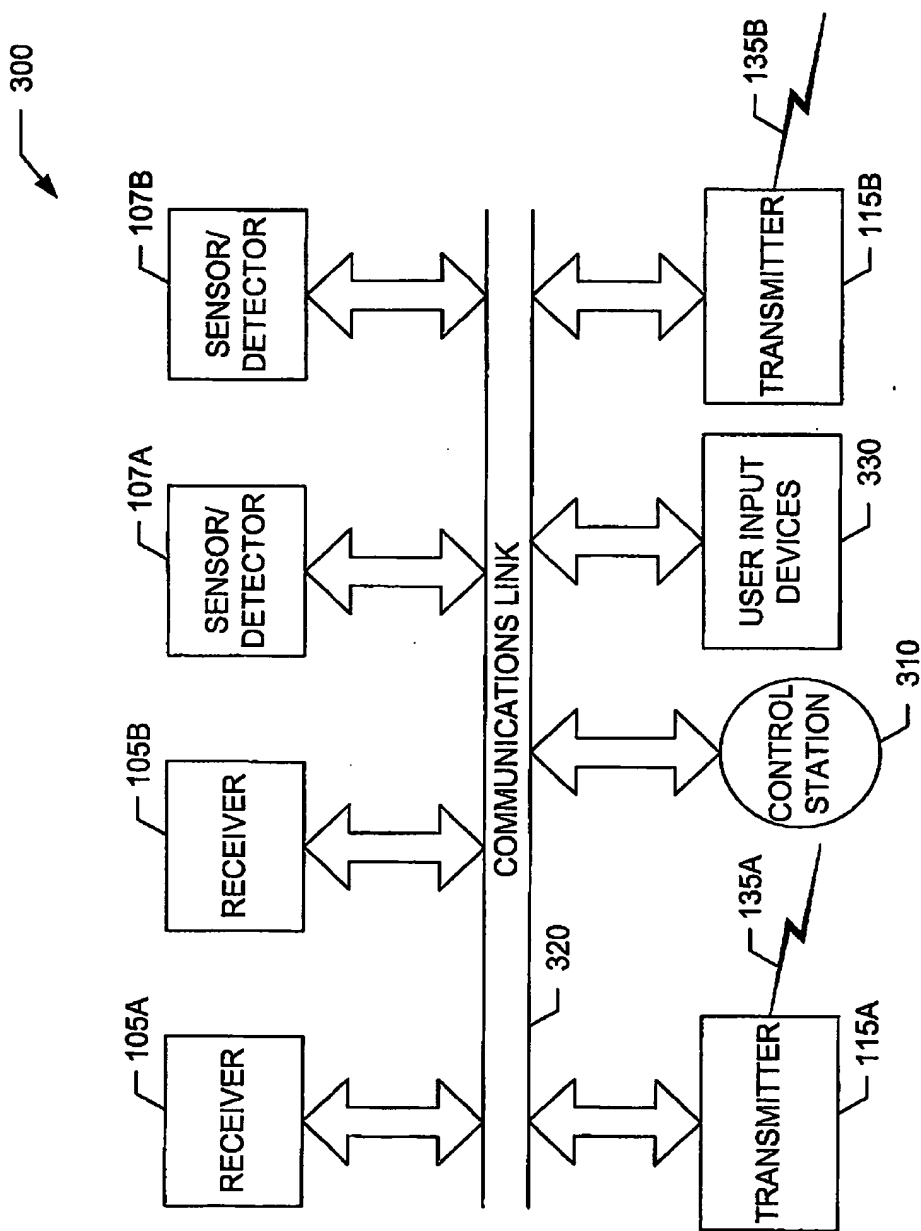 300
105A
105B
107A
107B
RECEIVER
RECEIVER
SENSOR/
DETECTOR
SENSOR/
DETECTOR
COMMUNICATIONS LINK
320
135A
135B
TRANSMITTER
CONTROL
STATION
USER INPUT
DEVICES
TRANSMITTER
115A
310
330
115B